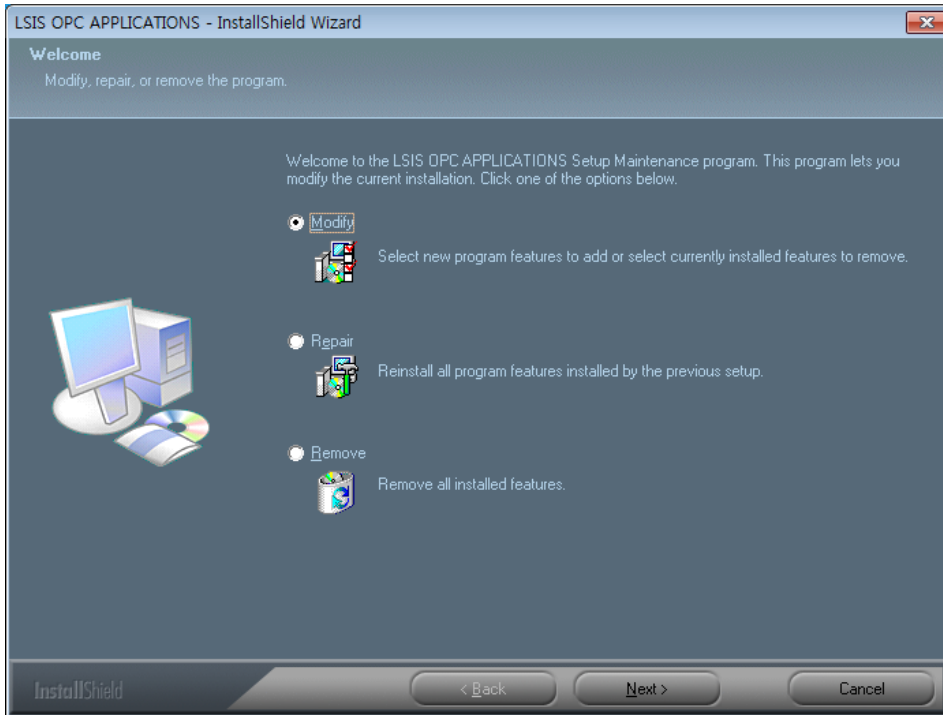 LSIS OPC APPLICATIONS - InstallShield Wizard
Welcome
Modify, repair, or remove the program.
Welcome to the LSIS OPC APPLICATIONS Setup Maintenance program. This program lets you
modify the current installation. Click one of the options below.
Modify
Select new program features to add or select currently installed features to remove.
Repair
Reinstall all program features installed by the previous setup.
Remove
Remove all installed features.
InstallShield
< Back
Next >
Cancel